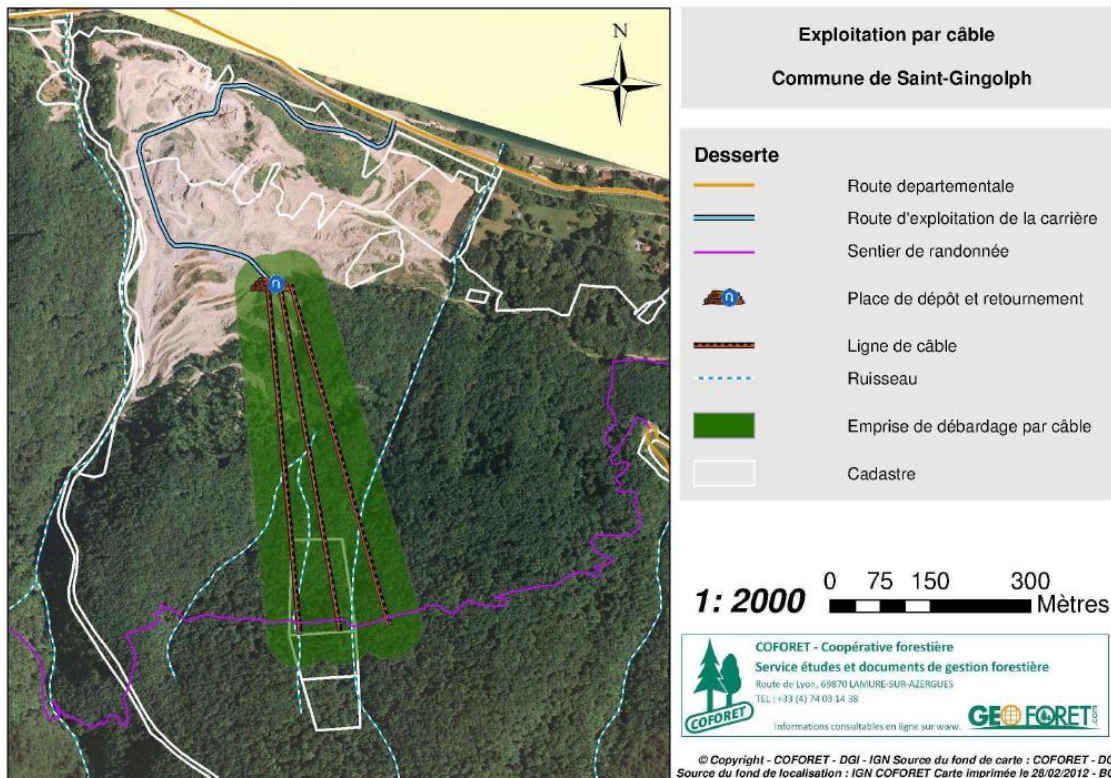 N
Exploitation par câble
Commune de Saint-Gingolph
Desserte
Route departementale
Route d'exploitation de la carrière
Sentier de randonnée
Place de dépôt et retournement
Ligne de câble
Ruisseau
Emprise de débardage par câble
Cadastre
1: 2000
0 75 150 300
Mètres
COFORET - Coopérative forestière
Service études et documents de gestion forestière
Route de Lyon, 69870 LAMURE-SUR-AZERGUES
TEL : +33 (4) 74 03 14 38
COFORET
Informations consultables en ligne sur www.
GEOFORET.com
© Copyright - COFORET - DGI - IGN Source du fond de carte : COFORET - DG
Source du fond de localisation : IGN COFORET Carte imprimée le 28/02/2012 -